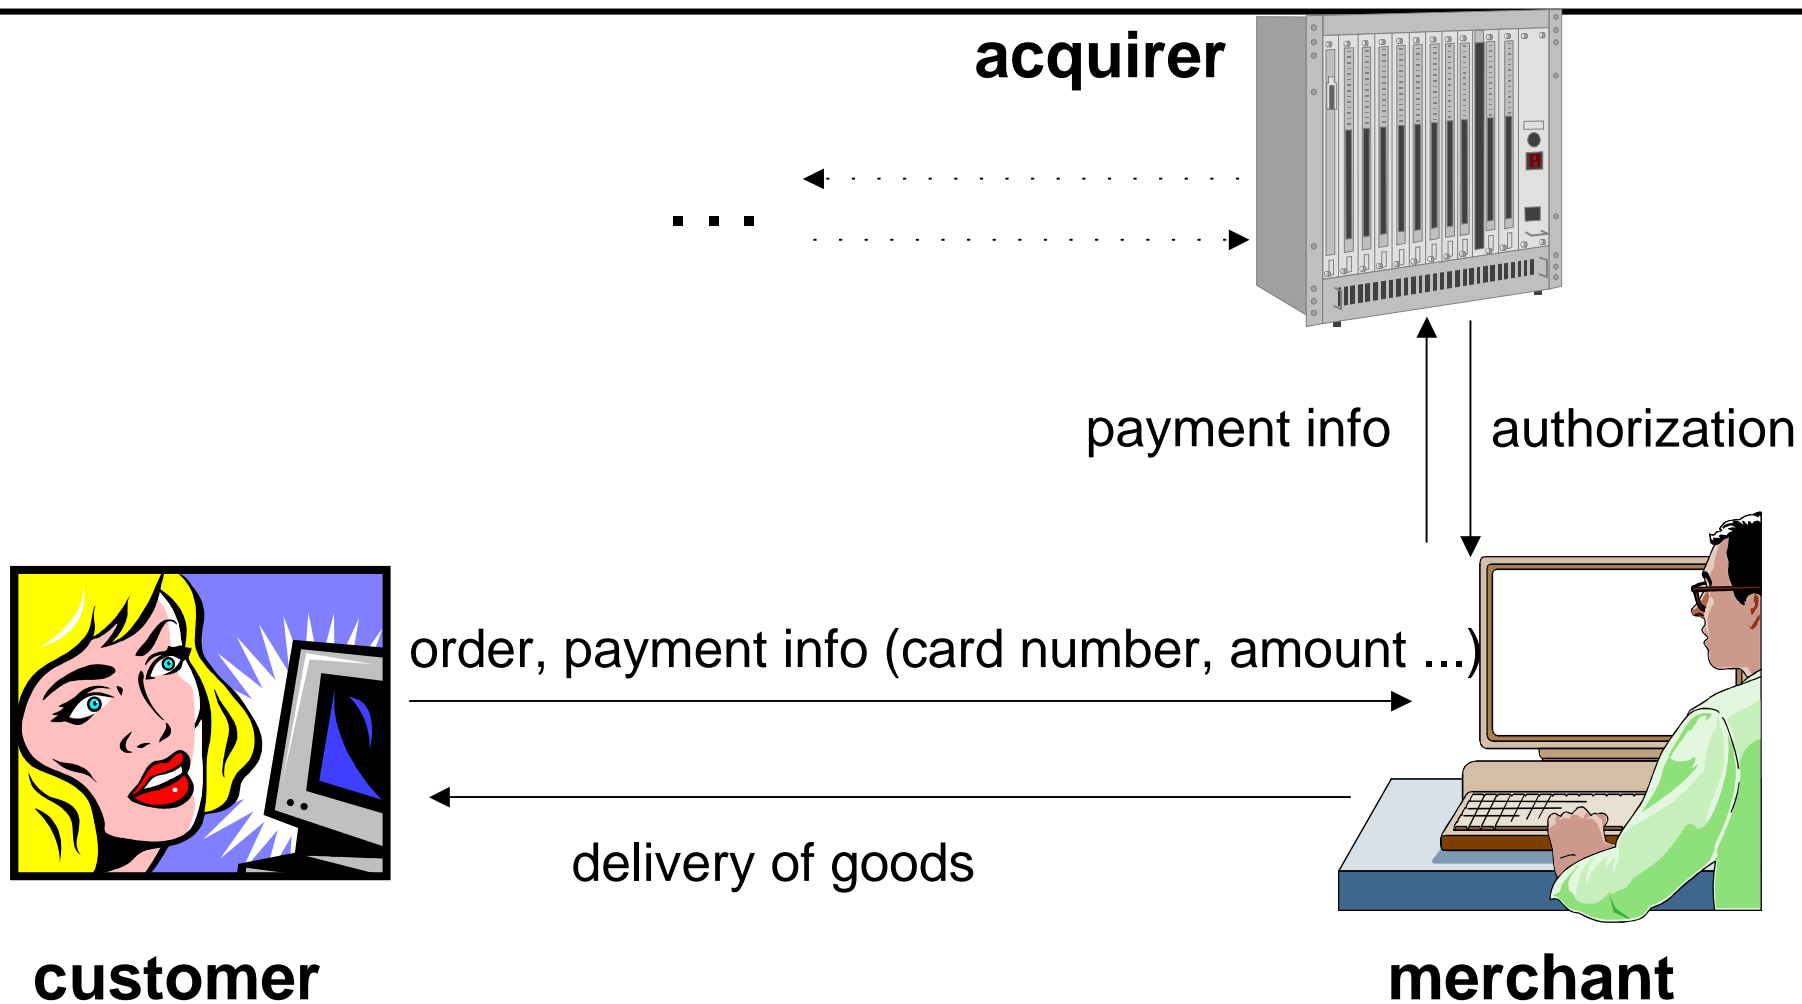 acquirer
...
payment info
authorization
order, payment info (card number, amount ...)
delivery of goods
customer
merchant